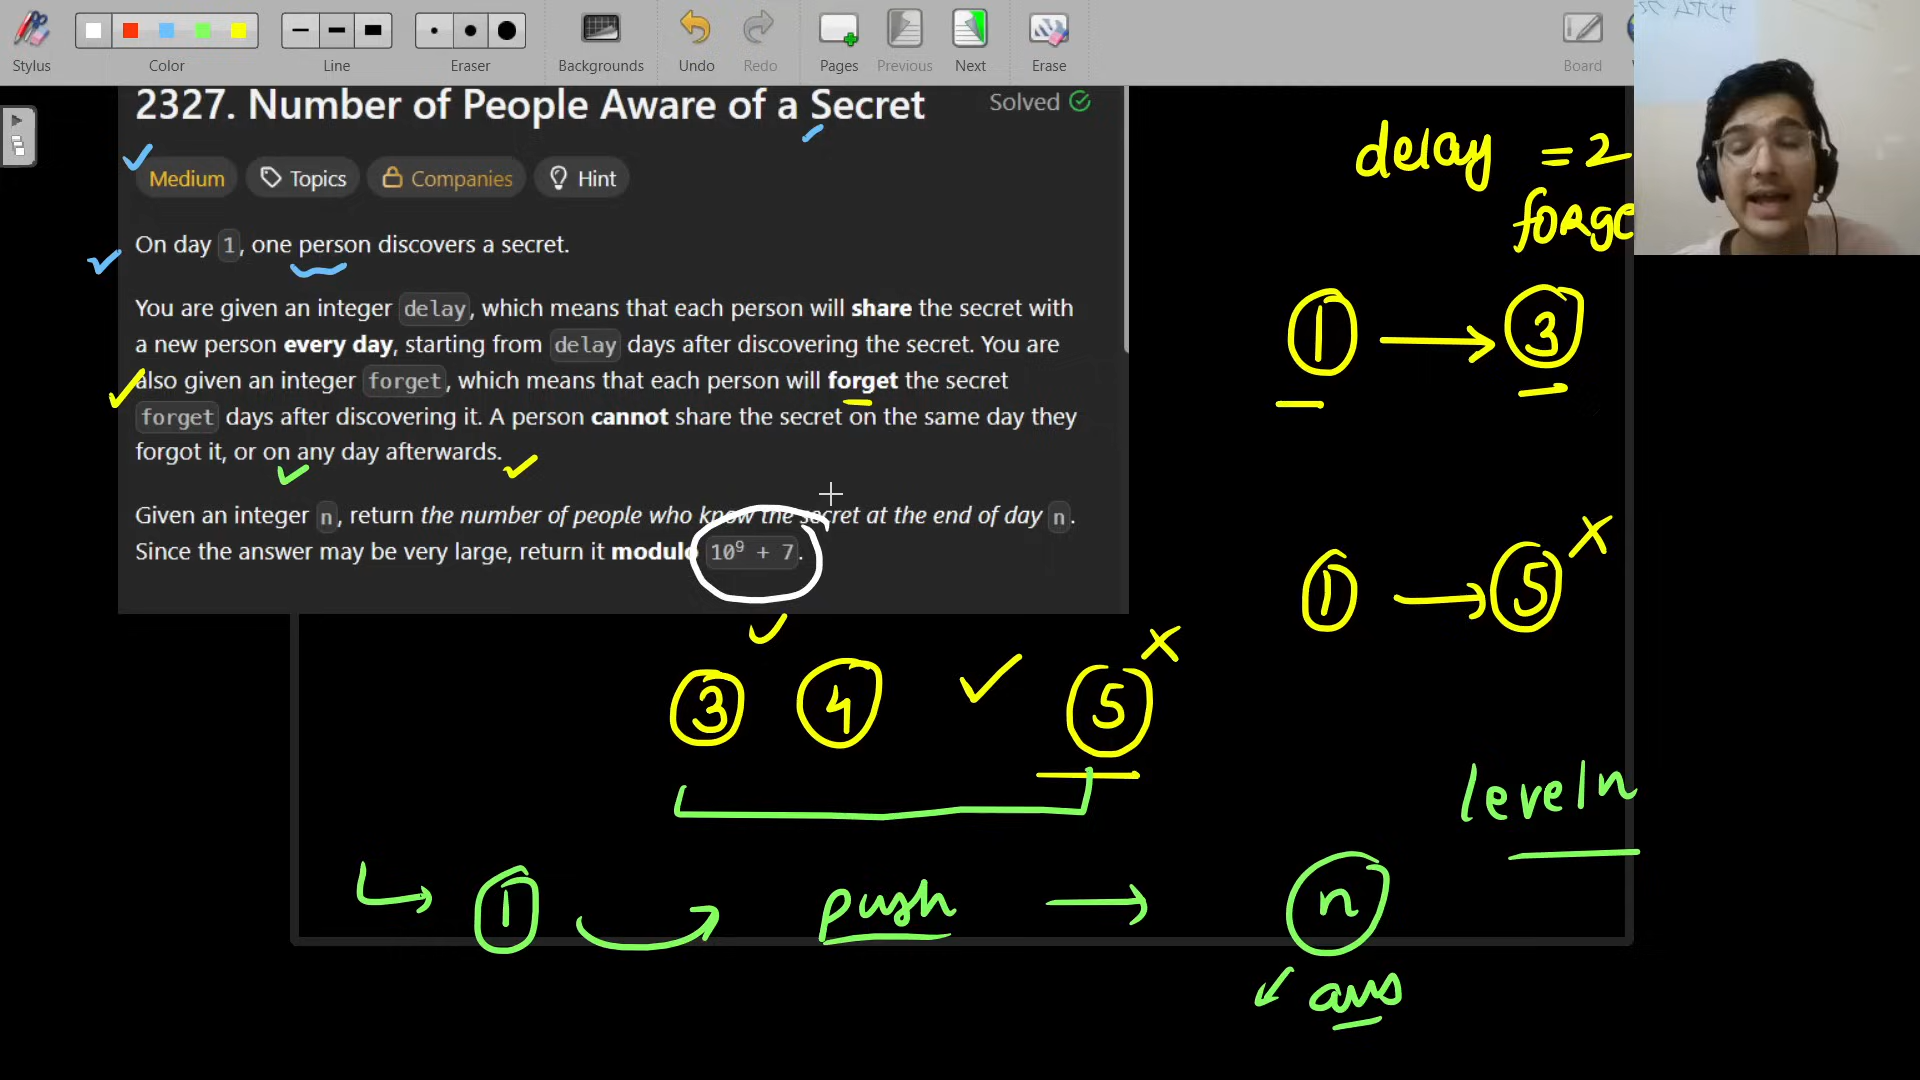 Stylus
Color
Line
Eraser
Backgrounds
Undo
Redo
Pages
Previous
Next
Erase
Board
2327. Number of People Aware of a Secret
Solved
Medium
Topics
Companies
Hint
On day 1, one person discovers a secret.
You are given an integer delay, which means that each person will share the secret with
a new person every day, starting from delay days after discovering the secret. You are
also given an integer forget, which means that each person will forget the secret
forget days after discovering it. A person cannot share the secret on the same day they
forgot it, or on any day afterwards.
Given an integer n, return the number of people who know the secret at the end of day n.
Since the answer may be very large, return it modulo 10⁹ + 7.
delay = 2
forge
1 → 3
1 → 5 x
3 4 5 x
level n
1 push → n
ans